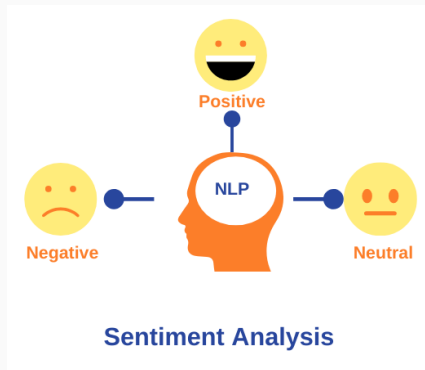 Positive
NLP
Negative
Neutral
Sentiment Analysis